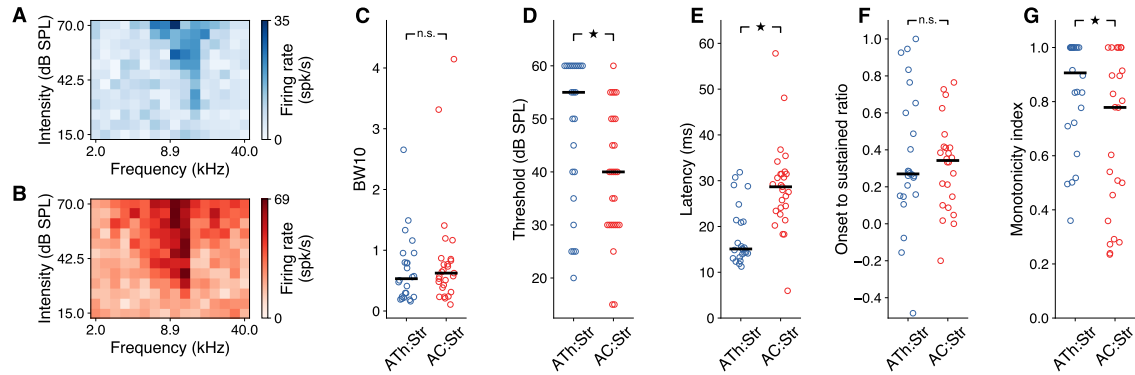 A
70.0
42.5
15.0
Intensity (dB SPL)
2.0
8.9
40.0
Frequency (kHz)
35
0
Firing rate
(spk/s)
B
70.0
42.5
15.0
Intensity (dB SPL)
2.0
8.9
40.0
Frequency (kHz)
69
0
Firing rate
(spk/s)
C
n.s.
4
3
2
1
0
BW10
ATh:Str
AC:Str
D
★
60
50
40
30
20
Threshold (dB SPL)
ATh:Str
AC:Str
E
★
60
50
40
30
20
10
0
Latency (ms)
ATh:Str
AC:Str
F
n.s.
1.0
0.8
0.6
0.4
0.2
0.0
−0.2
−0.4
Onset to sustained ratio
ATh:Str
AC:Str
G
★
1.0
0.8
0.6
0.4
0.2
0.0
Monotonicity index
ATh:Str
AC:Str